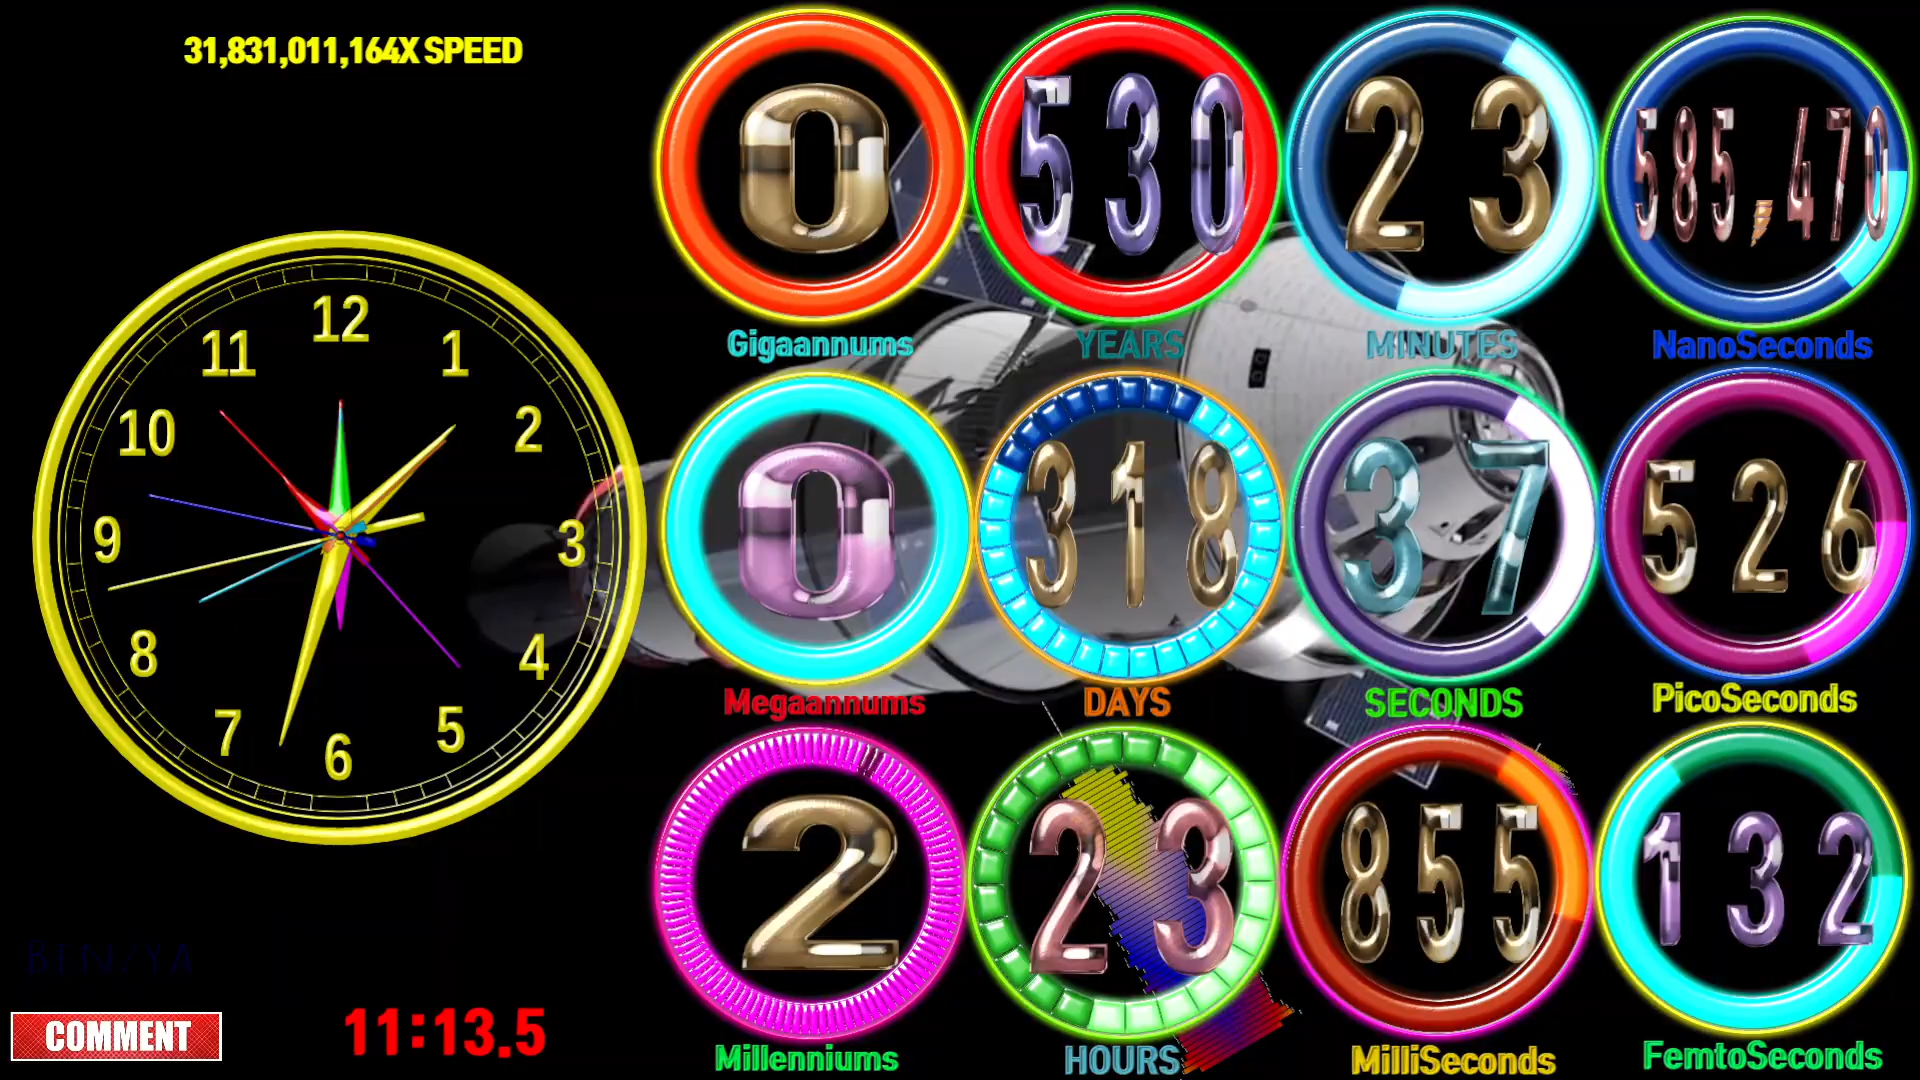 31,831,011,164X SPEED
12
11 1
10 2
9 3
8 4
7 5
6
0 530 23 585,470
Gigaannums YEARS MINUTES NanoSeconds
0 318 37 526
Megaannums DAYS SECONDS PicoSeconds
2 23 855 132
Millenniums HOURS MilliSeconds FemtoSeconds
COMMENT
11:13.5